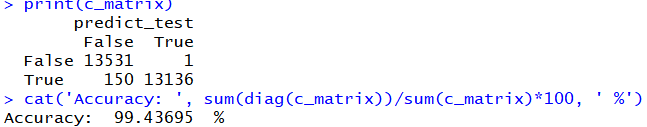 > print(c_matrix)
predict_test
False True
False 13531 1
True 150 13136
> cat('Accuracy: ', sum(diag(c_matrix))/sum(c_matrix)*100, ' %')
Accuracy:  99.43695  %